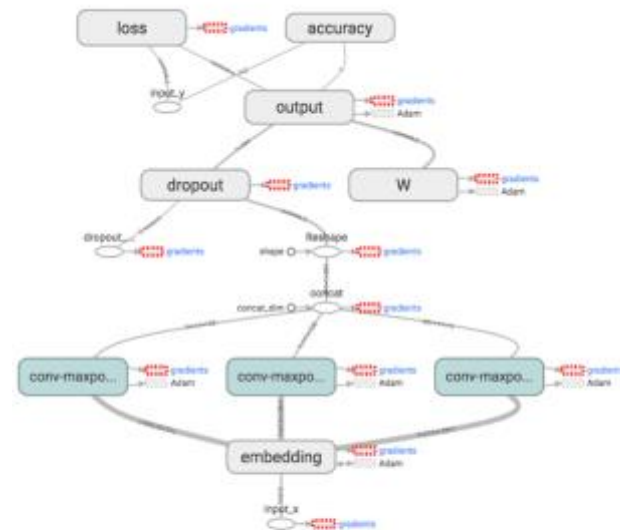 loss
gradients
accuracy
input_y
output
gradients
Adam
dropout
gradients
W
gradients
Adam
dropout_...
gradients
Reshape
shape
gradients
concat
concat_dim
gradients
conv-maxpo...
gradients
Adam
conv-maxpo...
gradients
Adam
conv-maxpo...
gradients
Adam
embedding
gradients
Adam
input_x
gradients